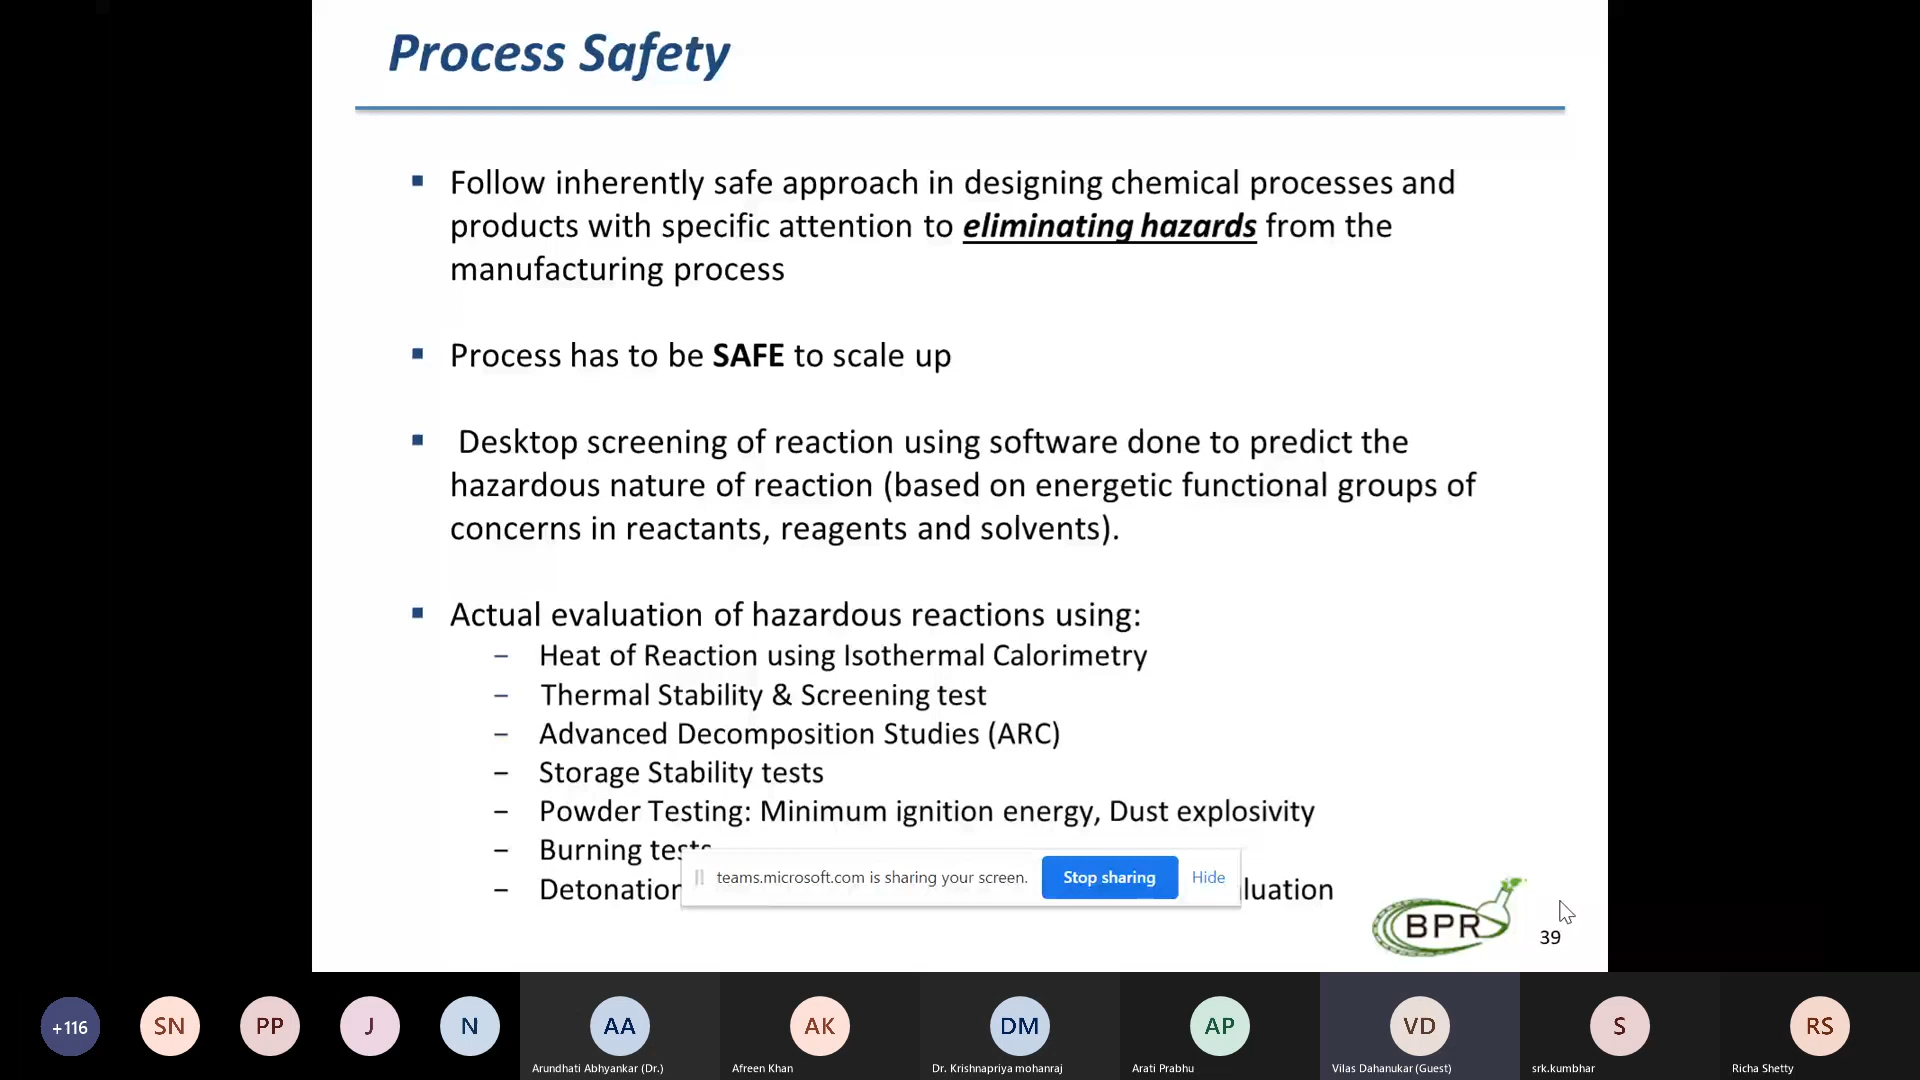 Process Safety
Follow inherently safe approach in designing chemical processes and
products with specific attention to eliminating hazards from the
manufacturing process
Process has to be SAFE to scale up
Desktop screening of reaction using software done to predict the
hazardous nature of reaction (based on energetic functional groups of
concerns in reactants, reagents and solvents).
Actual evaluation of hazardous reactions using:
– Heat of Reaction using Isothermal Calorimetry
– Thermal Stability & Screening test
– Advanced Decomposition Studies (ARC)
– Storage Stability tests
– Powder Testing: Minimum ignition energy, Dust explosivity
– Burning tests
– Detonation
teams.microsoft.com is sharing your screen. Stop sharing Hide
BPR
39
+116 SN PP J N AA AK DM AP VD S RS
Arundhati Abhyankar (Dr.) Afreen Khan Dr. Krishnapriya mohanraj Arati Prabhu Vilas Dahanukar (Guest) srk.kumbhar Richa Shetty